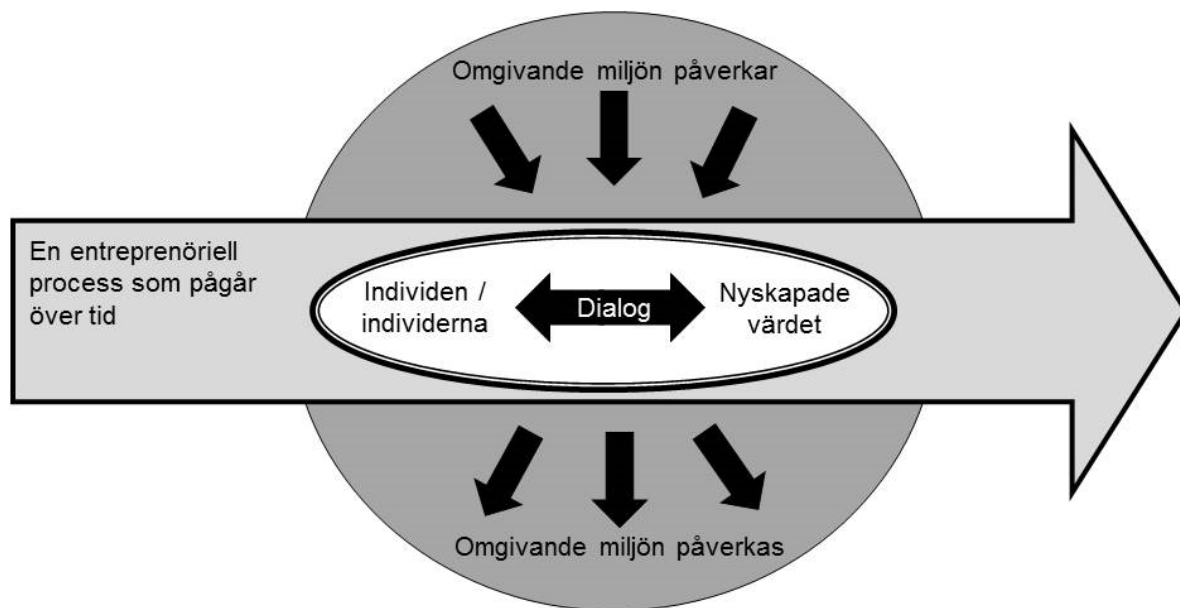 Omgivande miljön påverkar
En entreprenöriell
process som pågår
över tid
Individen /
individerna
Dialog
Nyskapade
värdet
Omgivande miljön påverkas